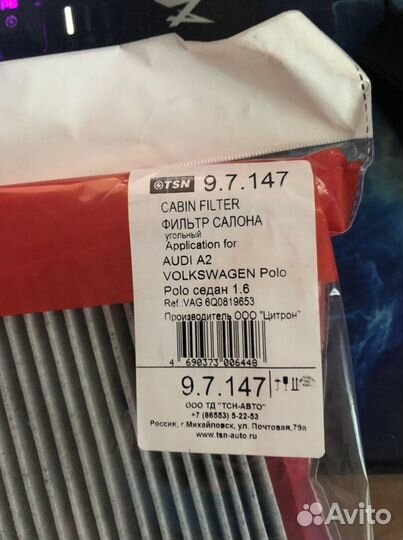 TSN 9.7.147
CABIN FILTER
ФИЛЬТР САЛОНА
угольный
Application for
AUDI A2
VOLKSWAGEN Polo
Polo седан 1.6
Ref. VAG 6Q0819653
Производитель ООО "Цитрон"
4 690373 006448
9.7.147
ООО ТД "ТСН-АВТО"
+7 (86553) 5-22-53
Россия, г.Михайловск, ул. Почтовая,79а
www.tsn-auto.ru
Avito